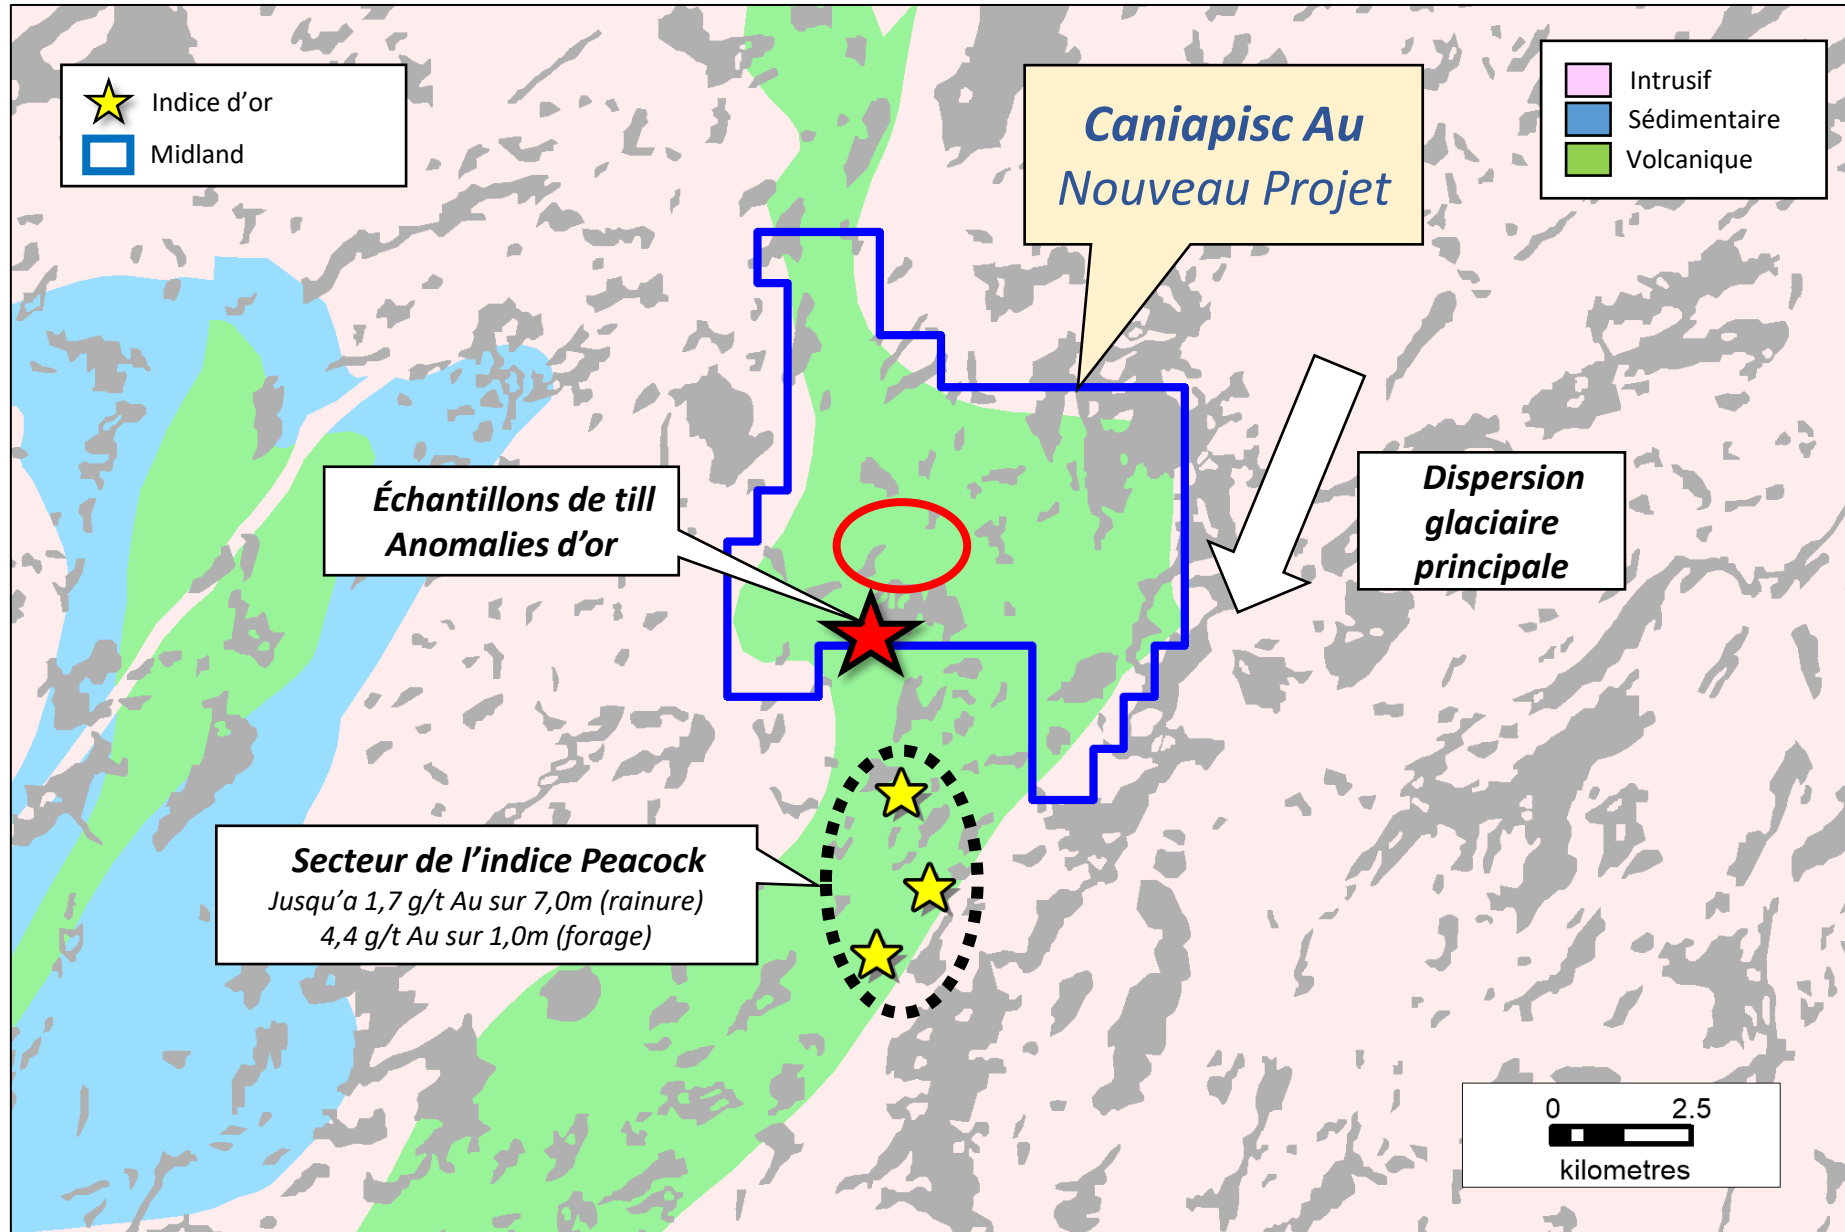 Indice d'or
Midland
Caniapisc Au
Nouveau Projet
Intrusif
Sédimentaire
Volcanique
Échantillons de till
Anomalies d'or
Dispersion
glaciaire
principale
Secteur de l'indice Peacock
Jusqu'a 1,7 g/t Au sur 7,0m (rainure)
4,4 g/t Au sur 1,0m (forage)
0 2.5
kilometres